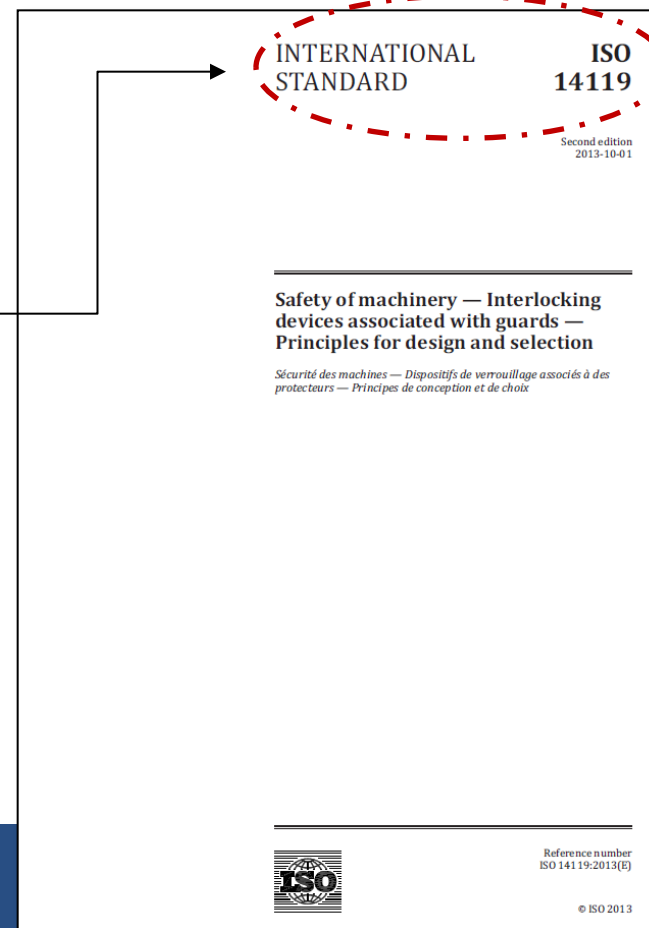 INTERNATIONAL STANDARD
ISO 14119
Second edition
2013-10-01
Safety of machinery — Interlocking
devices associated with guards —
Principles for design and selection
Sécurité des machines — Dispositifs de verrouillage associés à des
protecteurs — Principes de conception et de choix
ISO
Reference number
ISO 14119:2013(E)
© ISO 2013